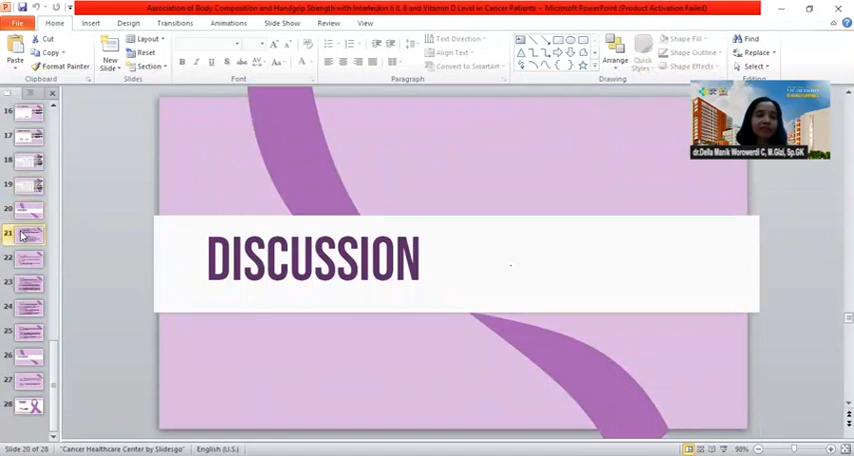 Association of Body Composition and Handgrip Strength with Interleukin 6 IL 8 and Vitamin D Level in Cancer Patients - Microsoft PowerPoint (Product Activation Failed)
File Home Insert Design Transitions Animations Slide Show Review View
Paste
Cut
Copy
Format Painter
Clipboard
New
Slide
Layout
Reset
Section
Slides
B I U S abc AV Aa A
Font
Paragraph
Text Direction
Align Text
Convert to SmartArt
Arrange
Quick
Styles
Shape Fill
Shape Outline
Shape Effects
Drawing
Find
Replace
Select
Editing
dr.Della Manik Worowerdi C, M.Gizi, Sp.GK
16
17
18
19
20
21
22
23
24
25
26
27
28
DISCUSSION
Slide 20 of 28 "Cancer Healthcare Center by Slidesgo" English (U.S.) 98%